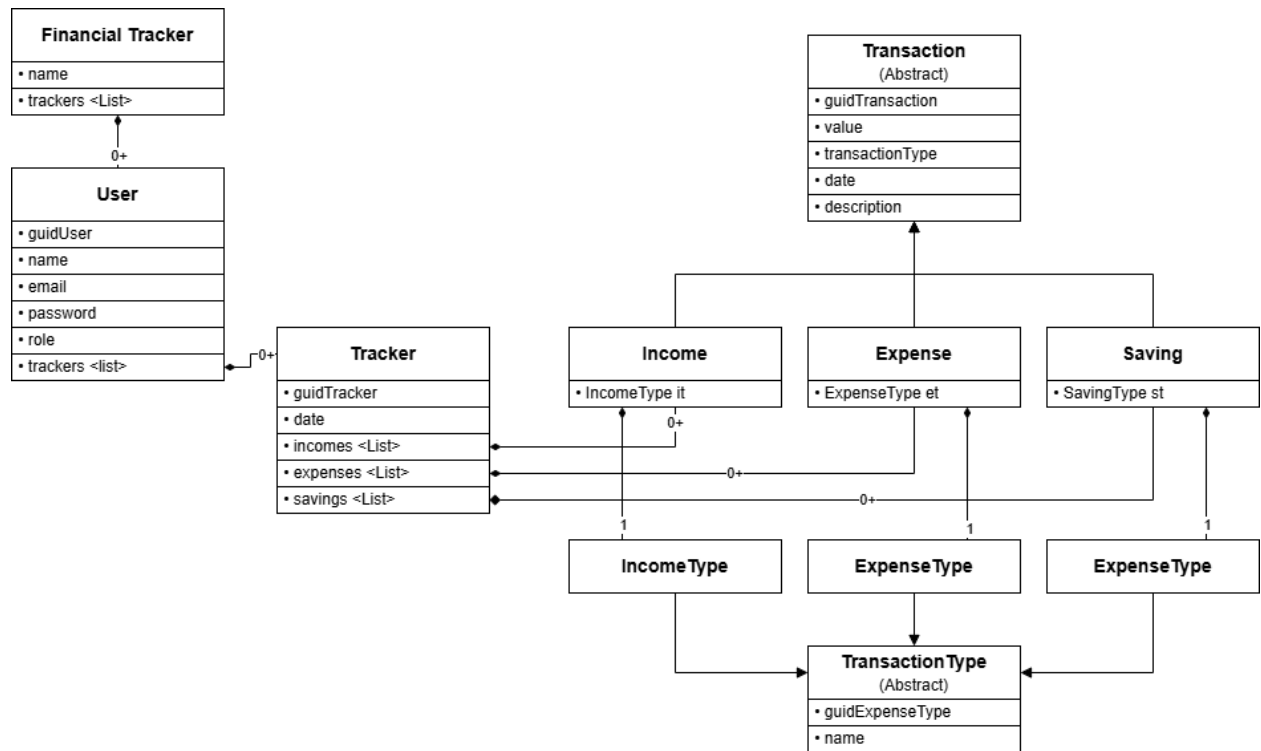 Financial Tracker
• name
• trackers <List>
0+
User
• guidUser
• name
• email
• password
• role
• trackers <list>
0+
Tracker
• guidTracker
• date
• incomes <List>
• expenses <List>
• savings <List>
Transaction
(Abstract)
• guidTransaction
• value
• transactionType
• date
• description
Income
• IncomeType it
0+
Expense
• ExpenseType et
0+
Saving
• SavingType st
0+
1
1
1
IncomeType
ExpenseType
ExpenseType
TransactionType
(Abstract)
• guidExpenseType
• name